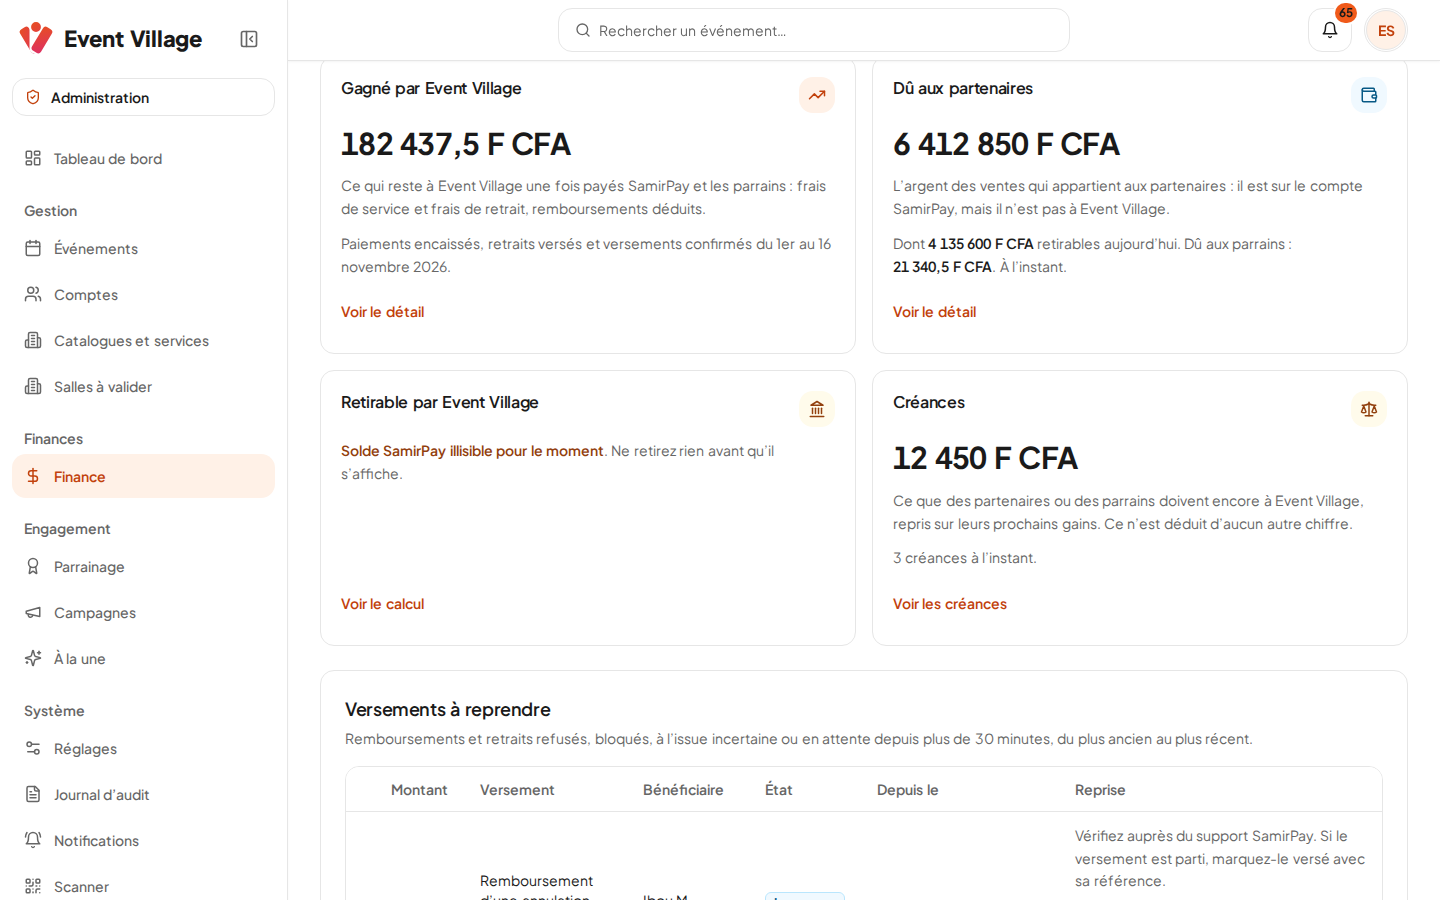 Event Village
Rechercher un événement…
65
ES
Administration
Tableau de bord
Gestion
Événements
Comptes
Catalogues et services
Salles à valider
Finances
Finance
Engagement
Parrainage
Campagnes
À la une
Système
Réglages
Journal d’audit
Notifications
Scanner
Gagné par Event Village
182 437,5 F CFA
Ce qui reste à Event Village une fois payés SamirPay et les parrains : frais
de service et frais de retrait, remboursements déduits.
Paiements encaissés, retraits versés et versements confirmés du 1er au 16
novembre 2026.
Voir le détail
Dû aux partenaires
6 412 850 F CFA
L’argent des ventes qui appartient aux partenaires : il est sur le compte
SamirPay, mais il n’est pas à Event Village.
Dont 4 135 600 F CFA retirables aujourd’hui. Dû aux parrains :
21 340,5 F CFA. À l’instant.
Voir le détail
Retirable par Event Village
Solde SamirPay illisible pour le moment. Ne retirez rien avant qu’il
s’affiche.
Voir le calcul
Créances
12 450 F CFA
Ce que des partenaires ou des parrains doivent encore à Event Village,
repris sur leurs prochains gains. Ce n’est déduit d’aucun autre chiffre.
3 créances à l’instant.
Voir les créances
Versements à reprendre
Remboursements et retraits refusés, bloqués, à l’issue incertaine ou en attente depuis plus de 30 minutes, du plus ancien au plus récent.
Montant Versement Bénéficiaire État Depuis le Reprise
Vérifiez auprès du support SamirPay. Si le
versement est parti, marquez-le versé avec
sa référence.
Remboursement